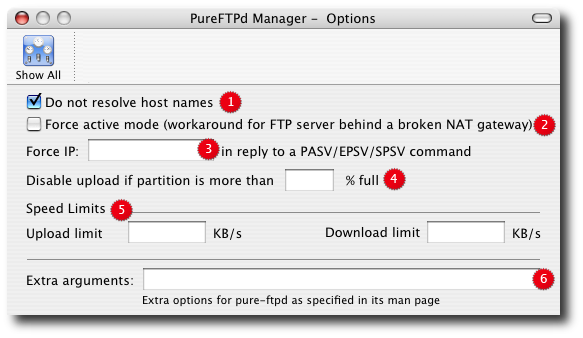 PureFTPd Manager - Options
Show All
Do not resolve host names 1
Force active mode (workaround for FTP server behind a broken NAT gateway) 2
Force IP: 3 in reply to a PASV/EPSV/SPSV command
Disable upload if partition is more than % full 4
Speed Limits 5
Upload limit KB/s Download limit KB/s
Extra arguments: 6
Extra options for pure-ftpd as specified in its man page